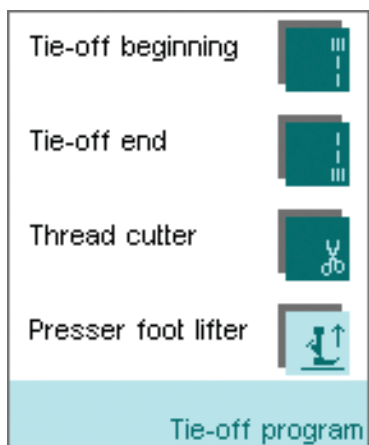 Tie-off beginning
Tie-off end
Thread cutter
Presser foot lifter
Tie-off program